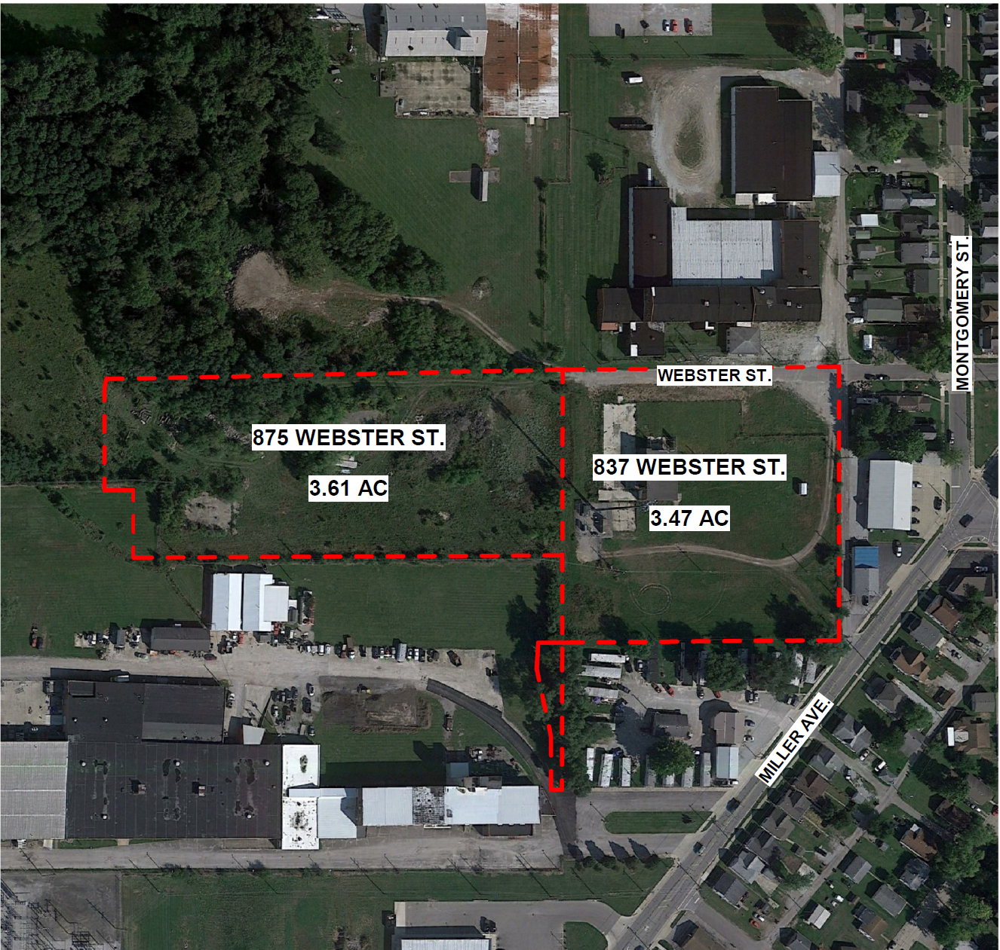 MONTGOMERY ST.
WEBSTER ST.
875 WEBSTER ST.
3.61 AC
837 WEBSTER ST.
3.47 AC
MILLER AVE.